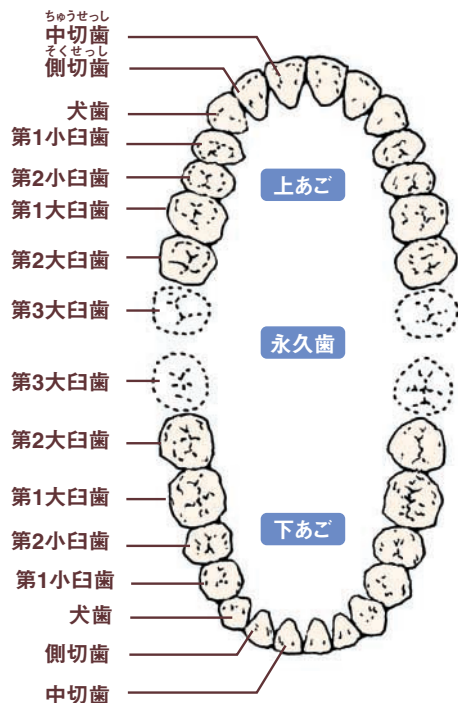 ちゅうせっし
中切歯
そくせっし
側切歯
犬歯
第1小臼歯
第2小臼歯
上あご
第1大臼歯
第2大臼歯
第3大臼歯
永久歯
第3大臼歯
第2大臼歯
第1大臼歯
下あご
第2小臼歯
第1小臼歯
犬歯
側切歯
中切歯